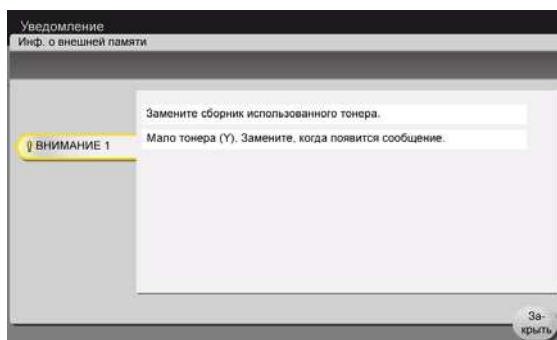 Уведомление
Инф. о внешней памяти
Замените сборник использованного тонера.
ВНИМАНИЕ 1
Мало тонера (Y). Замените, когда появится сообщение.
За-
крыть